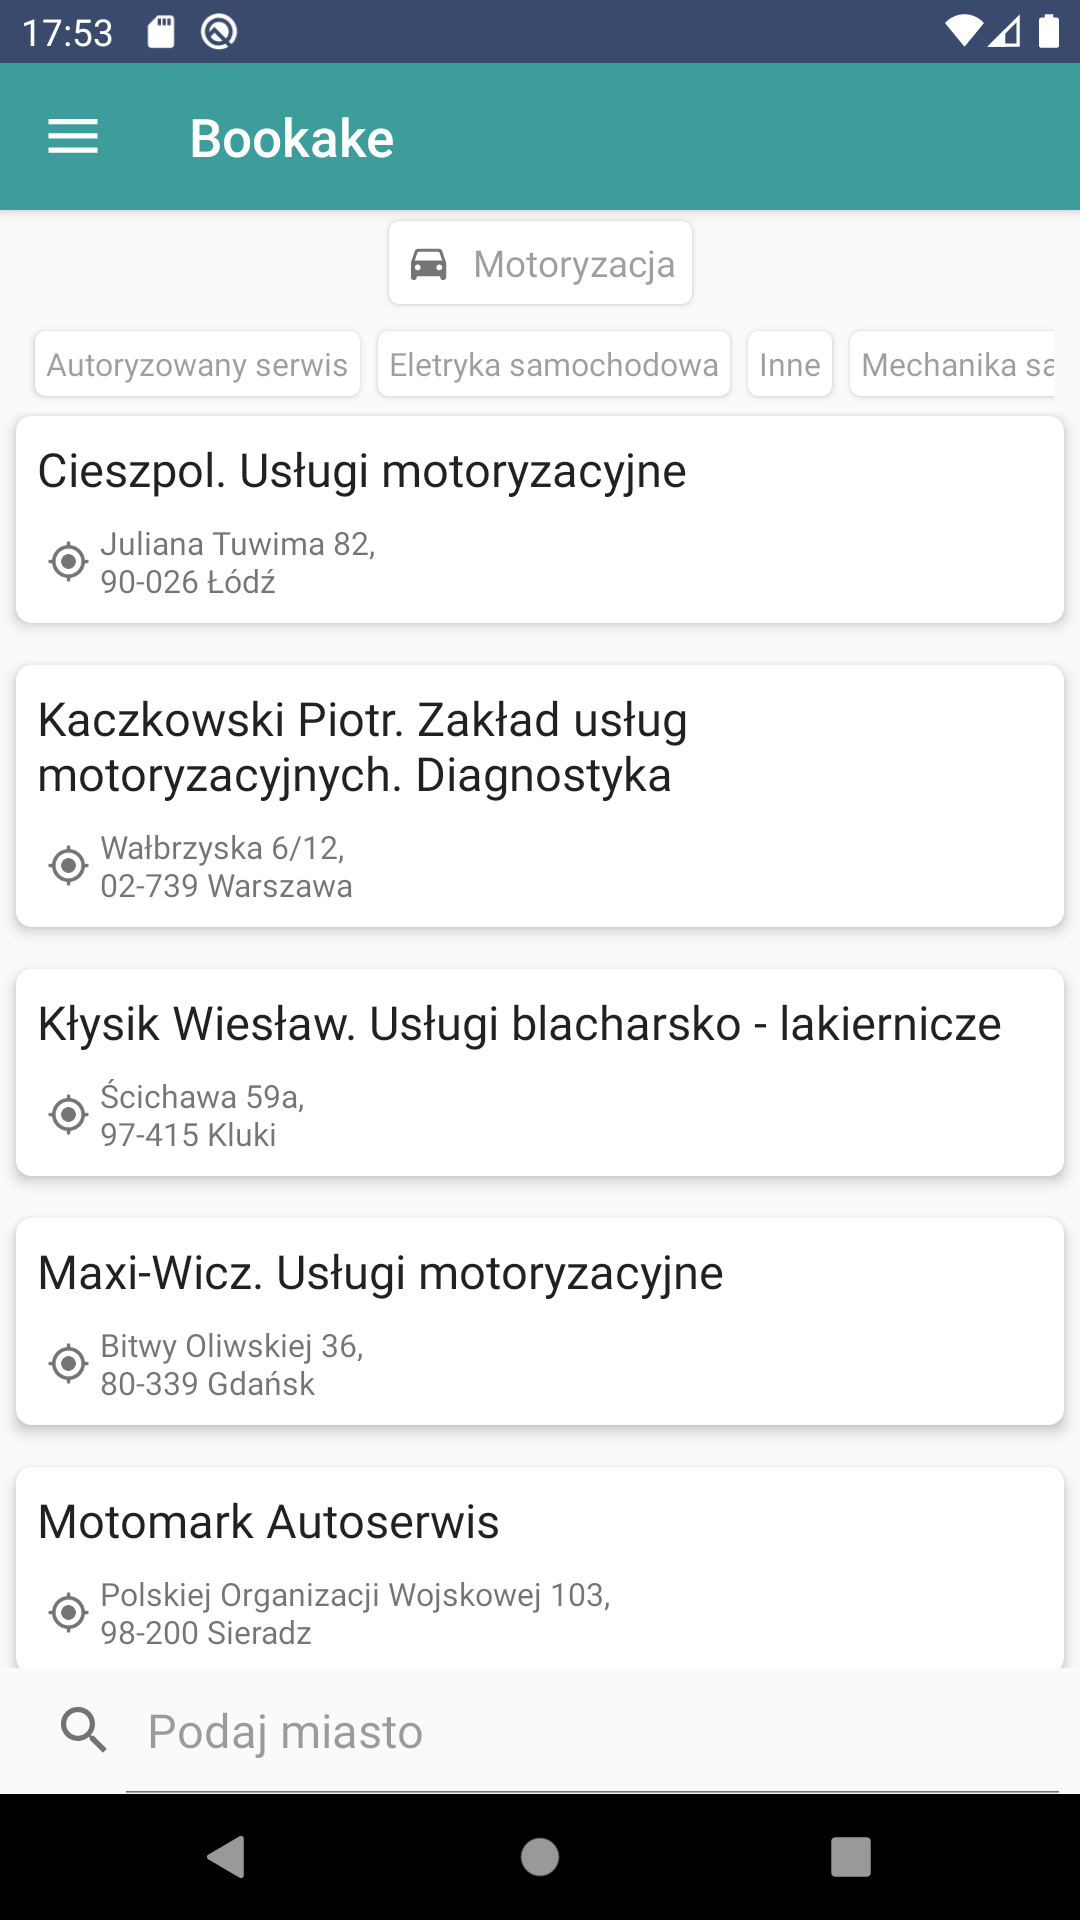 17:53
Bookake
Motoryzacja
Autoryzowany serwis
Eletryka samochodowa
Inne
Mechanika sa
Cieszpol. Usługi motoryzacyjne
Juliana Tuwima 82,
90-026 Łódź
Kaczkowski Piotr. Zakład usług
motoryzacyjnych. Diagnostyka
Wałbrzyska 6/12,
02-739 Warszawa
Kłysik Wiesław. Usługi blacharsko - lakiernicze
Ścichawa 59a,
97-415 Kluki
Maxi-Wicz. Usługi motoryzacyjne
Bitwy Oliwskiej 36,
80-339 Gdańsk
Motomark Autoserwis
Polskiej Organizacji Wojskowej 103,
98-200 Sieradz
Podaj miasto